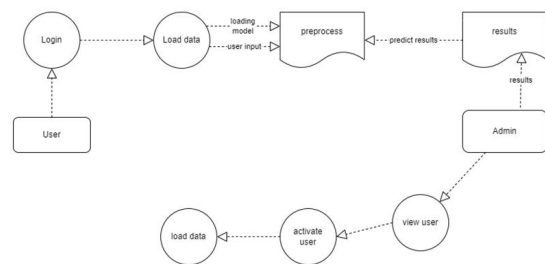 loading
model
Login
Load data
preprocess
results
user input
predict results
results
User
Admin
view user
load data
activate
user